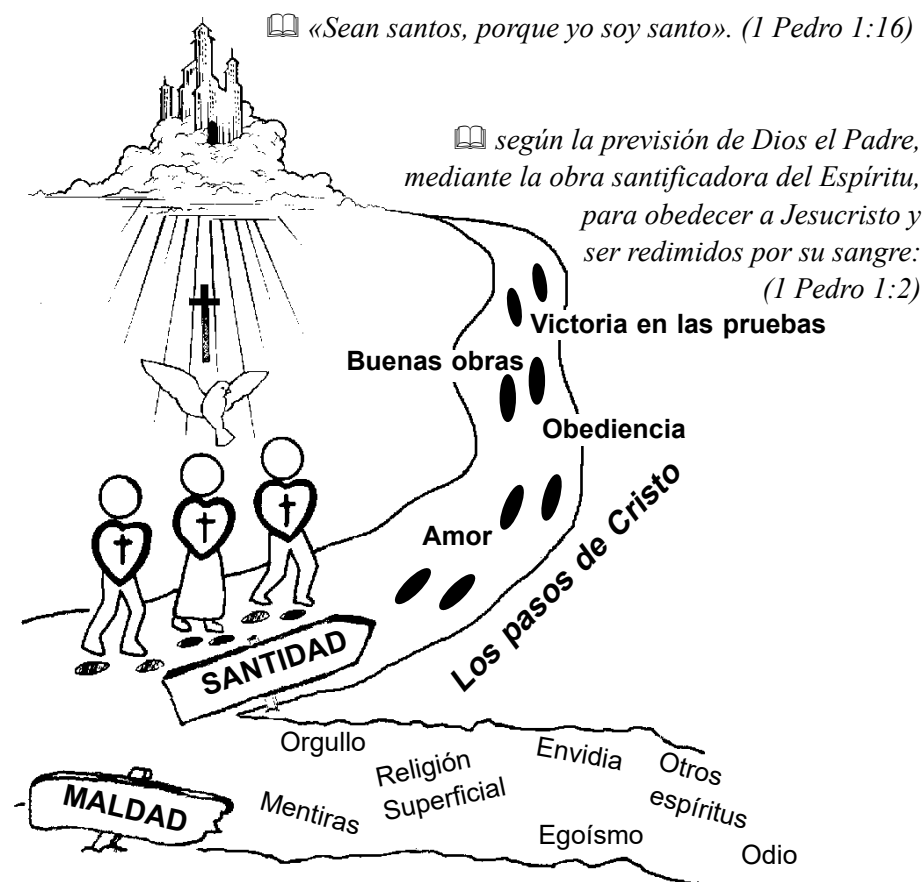 «Sean santos, porque yo soy santo». (1 Pedro 1:16)
según la previsión de Dios el Padre,
mediante la obra santificadora del Espíritu,
para obedecer a Jesucristo y
ser redimidos por su sangre:
(1 Pedro 1:2)
Victoria en las pruebas
Buenas obras
Obediencia
Amor
Los pasos de Cristo
SANTIDAD
Orgullo
Envidia
Otros
espíritus
Religión
Superficial
Mentiras
MALDAD
Egoísmo
Odio